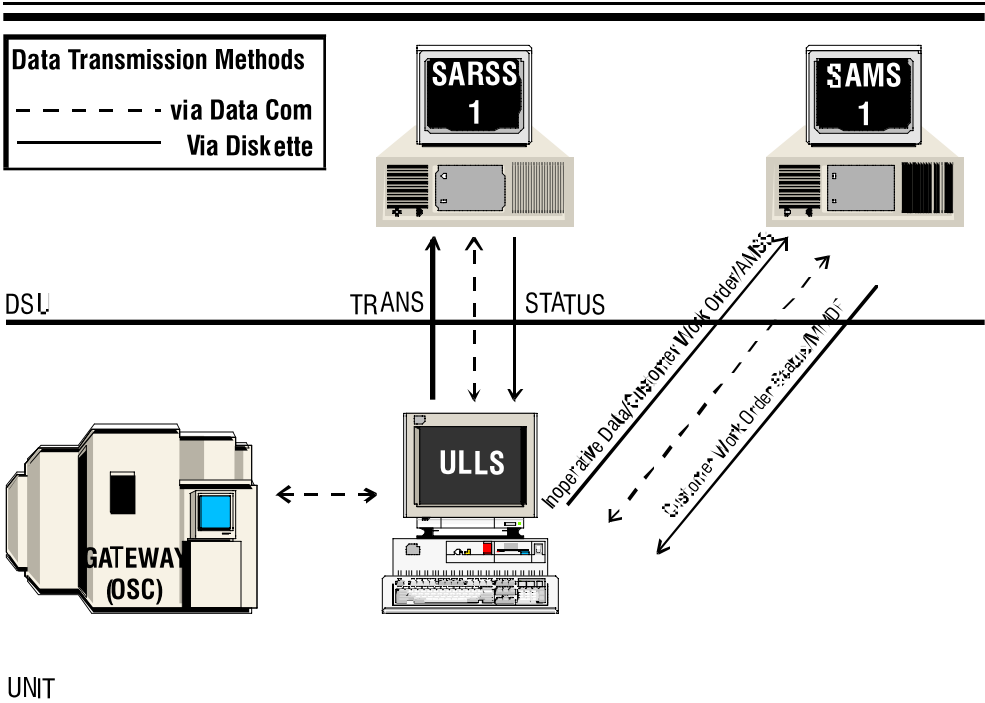 Data Transmission Methods
via Data Com
Via Diskette
SARSS
1
SAMS
1
DSU
TRANS
STATUS
Inoperative Data/Customer Work Order/AMSS
Customer Work Order Status/MMDF
ULLS
GATEWAY
(OSC)
UNIT